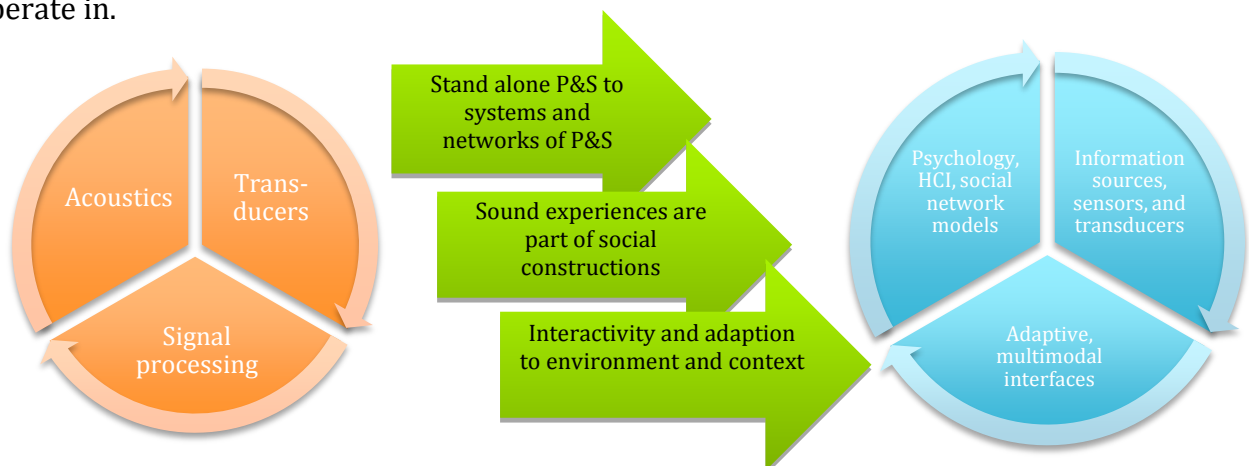 perate in.
Acoustics
Trans-
ducers
Signal
processing
Stand alone P&S to
systems and
networks of P&S
Sound experiences are
part of social
constructions
Interactivity and adaption
to environment and context
Psychology,
HCI, social
network
models
Information
sources,
sensors, and
transducers
Adaptive,
multimodal
interfaces